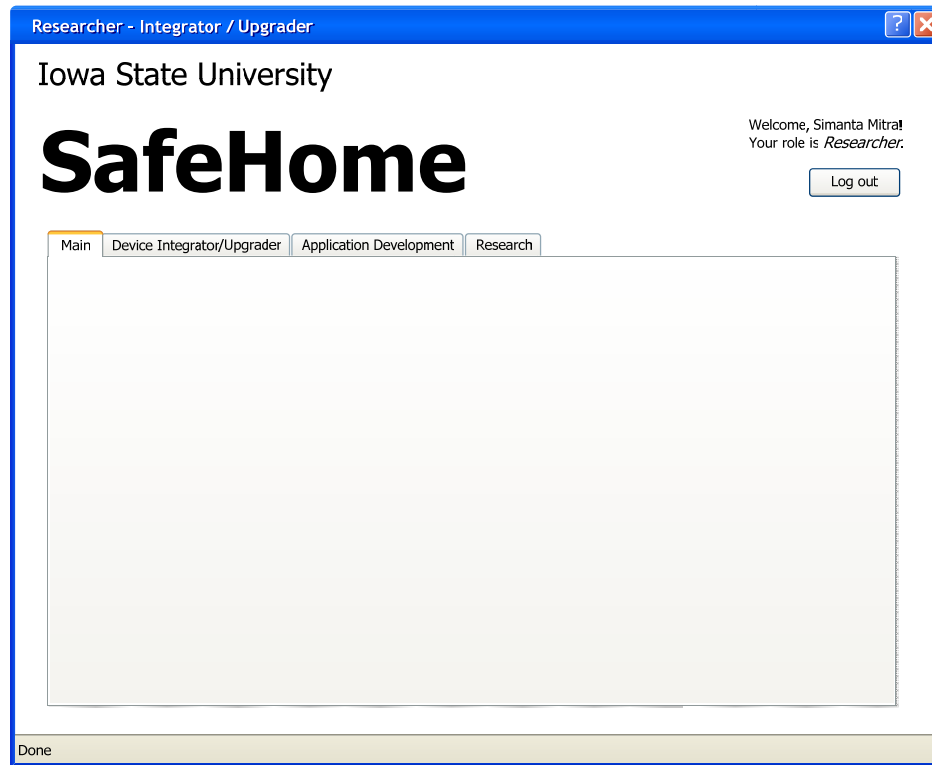 Researcher - Integrator / Upgrader
Iowa State University
SafeHome
Welcome, Simanta Mitra!
Your role is Researcher.
Log out
Main Device Integrator/Upgrader Application Development Research
Done